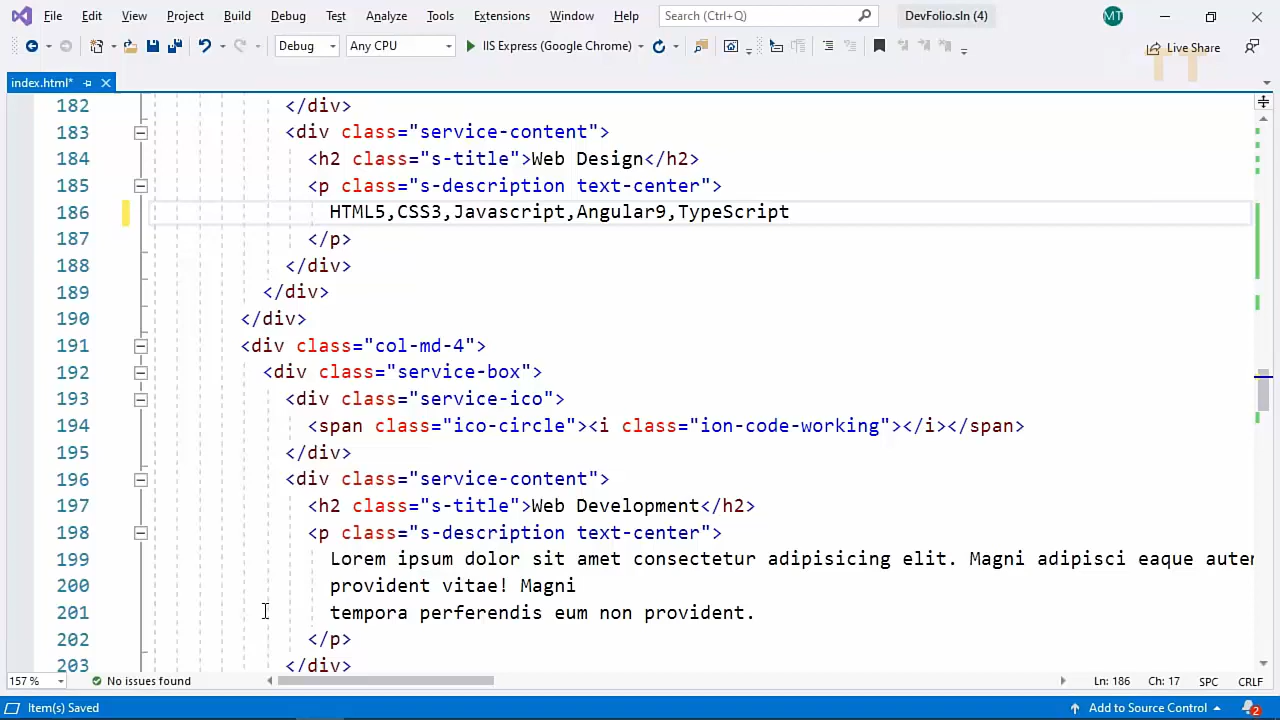 File Edit View Project Build Debug Test Analyze Tools Extensions Window Help Search (Ctrl+Q) DevFolio.sln (4) MT
Debug Any CPU IIS Express (Google Chrome) Live Share
TT
index.html*
182 </div>
183 <div class="service-content">
184 <h2 class="s-title">Web Design</h2>
185 <p class="s-description text-center">
186 HTML5,CSS3,Javascript,Angular9,TypeScript
187 </p>
188 </div>
189 </div>
190 </div>
191 <div class="col-md-4">
192 <div class="service-box">
193 <div class="service-ico">
194 <span class="ico-circle"><i class="ion-code-working"></i></span>
195 </div>
196 <div class="service-content">
197 <h2 class="s-title">Web Development</h2>
198 <p class="s-description text-center">
199 Lorem ipsum dolor sit amet consectetur adipisicing elit. Magni adipisci eaque autem
200 provident vitae! Magni
201 tempora perferendis eum non provident.
202 </p>
203 </div>
157 % No issues found Ln: 186 Ch: 17 SPC CRLF
Item(s) Saved Add to Source Control 2